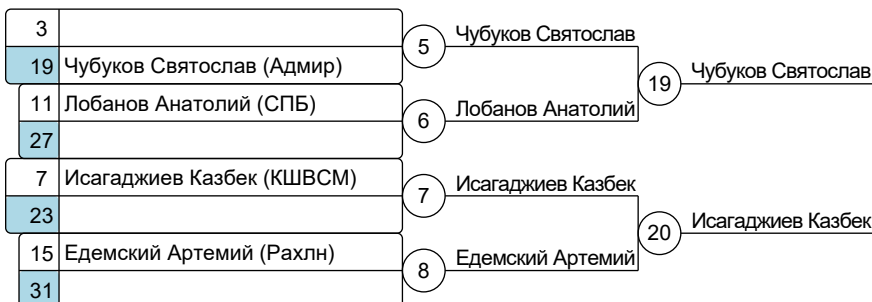 3
5
Чубуков Святослав
19 Чубуков Святослав (Адмир)
19
Чубуков Святослав
11 Лобанов Анатолий (СПБ)
6
Лобанов Анатолий
27
7 Исагаджиев Казбек (КШВСМ)
7
Исагаджиев Казбек
23
20
Исагаджиев Казбек
15 Едемский Артемий (Рахлн)
8
Едемский Артемий
31